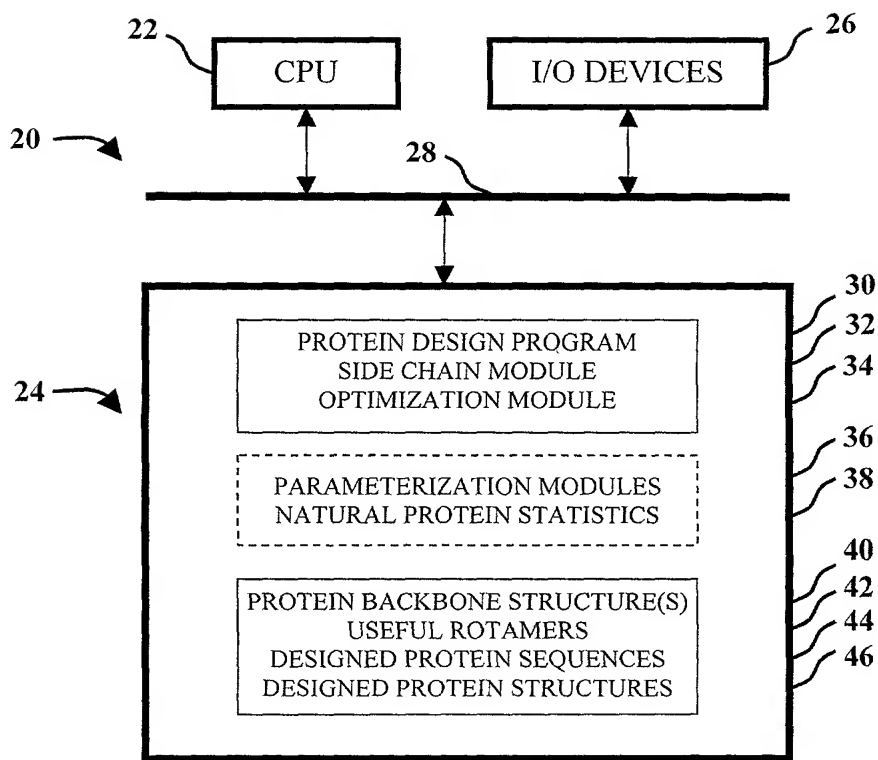 22
CPU
26
I/O DEVICES
20
28
30
PROTEIN DESIGN PROGRAM
32
SIDE CHAIN MODULE
34
OPTIMIZATION MODULE
24
36
PARAMETERIZATION MODULES
38
NATURAL PROTEIN STATISTICS
40
PROTEIN BACKBONE STRUCTURE(S)
42
USEFUL ROTAMERS
44
DESIGNED PROTEIN SEQUENCES
46
DESIGNED PROTEIN STRUCTURES